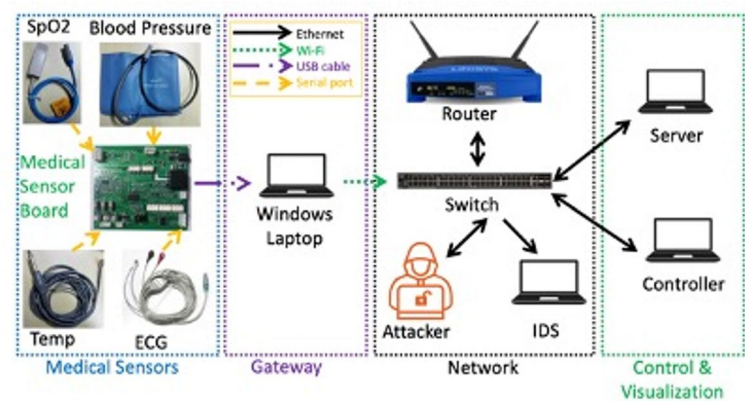 SpO2 Blood Pressure
Ethernet
Wi-Fi
USB cable
Serial port
LINKSYS
Router
Server
Medical
Sensor
Board
Windows
Laptop
Switch
Controller
Temp
ECG
Attacker
IDS
Medical Sensors
Gateway
Network
Control &
Visualization